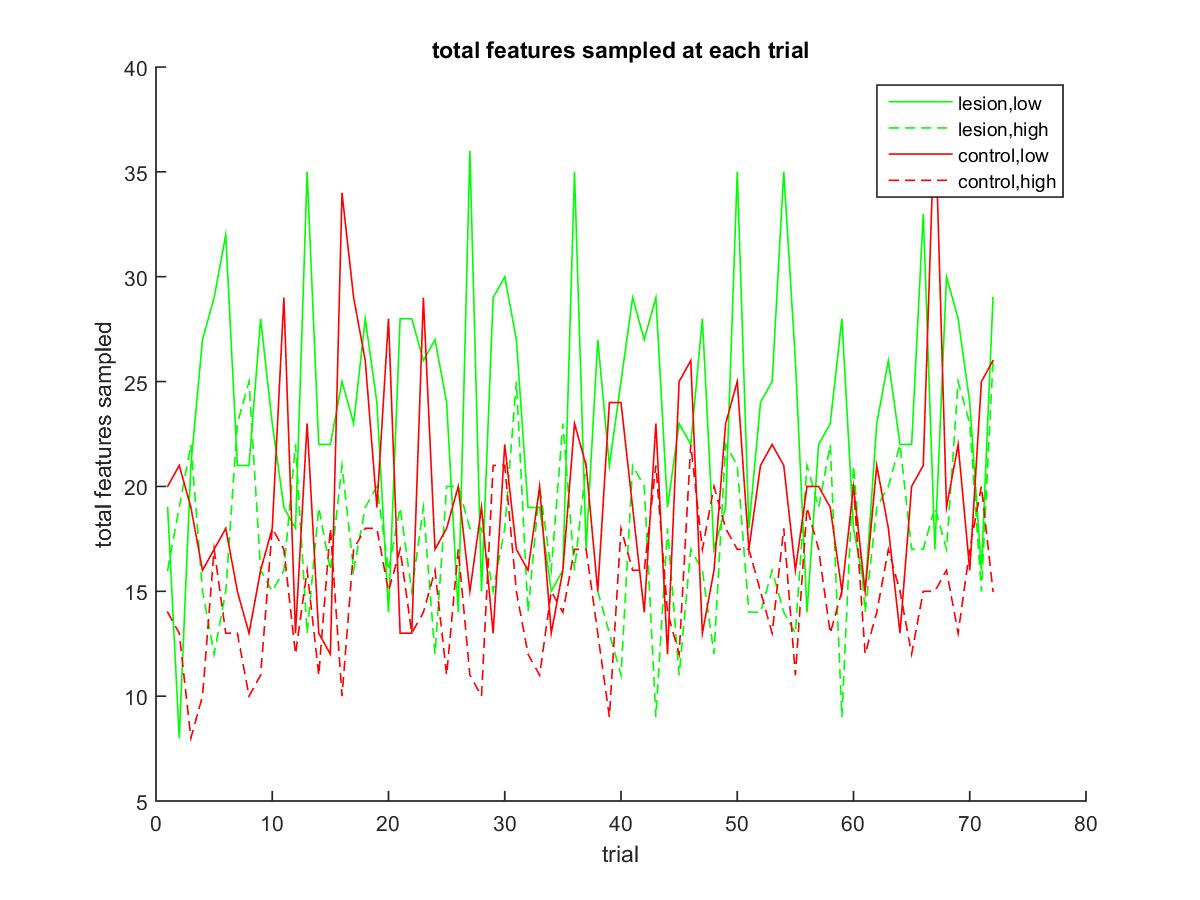 total features sampled at each trial
40
35
30
25
20
15
10
5
total features sampled
0 10 20 30 40 50 60 70 80
trial
lesion,low
lesion,high
control,low
control,high